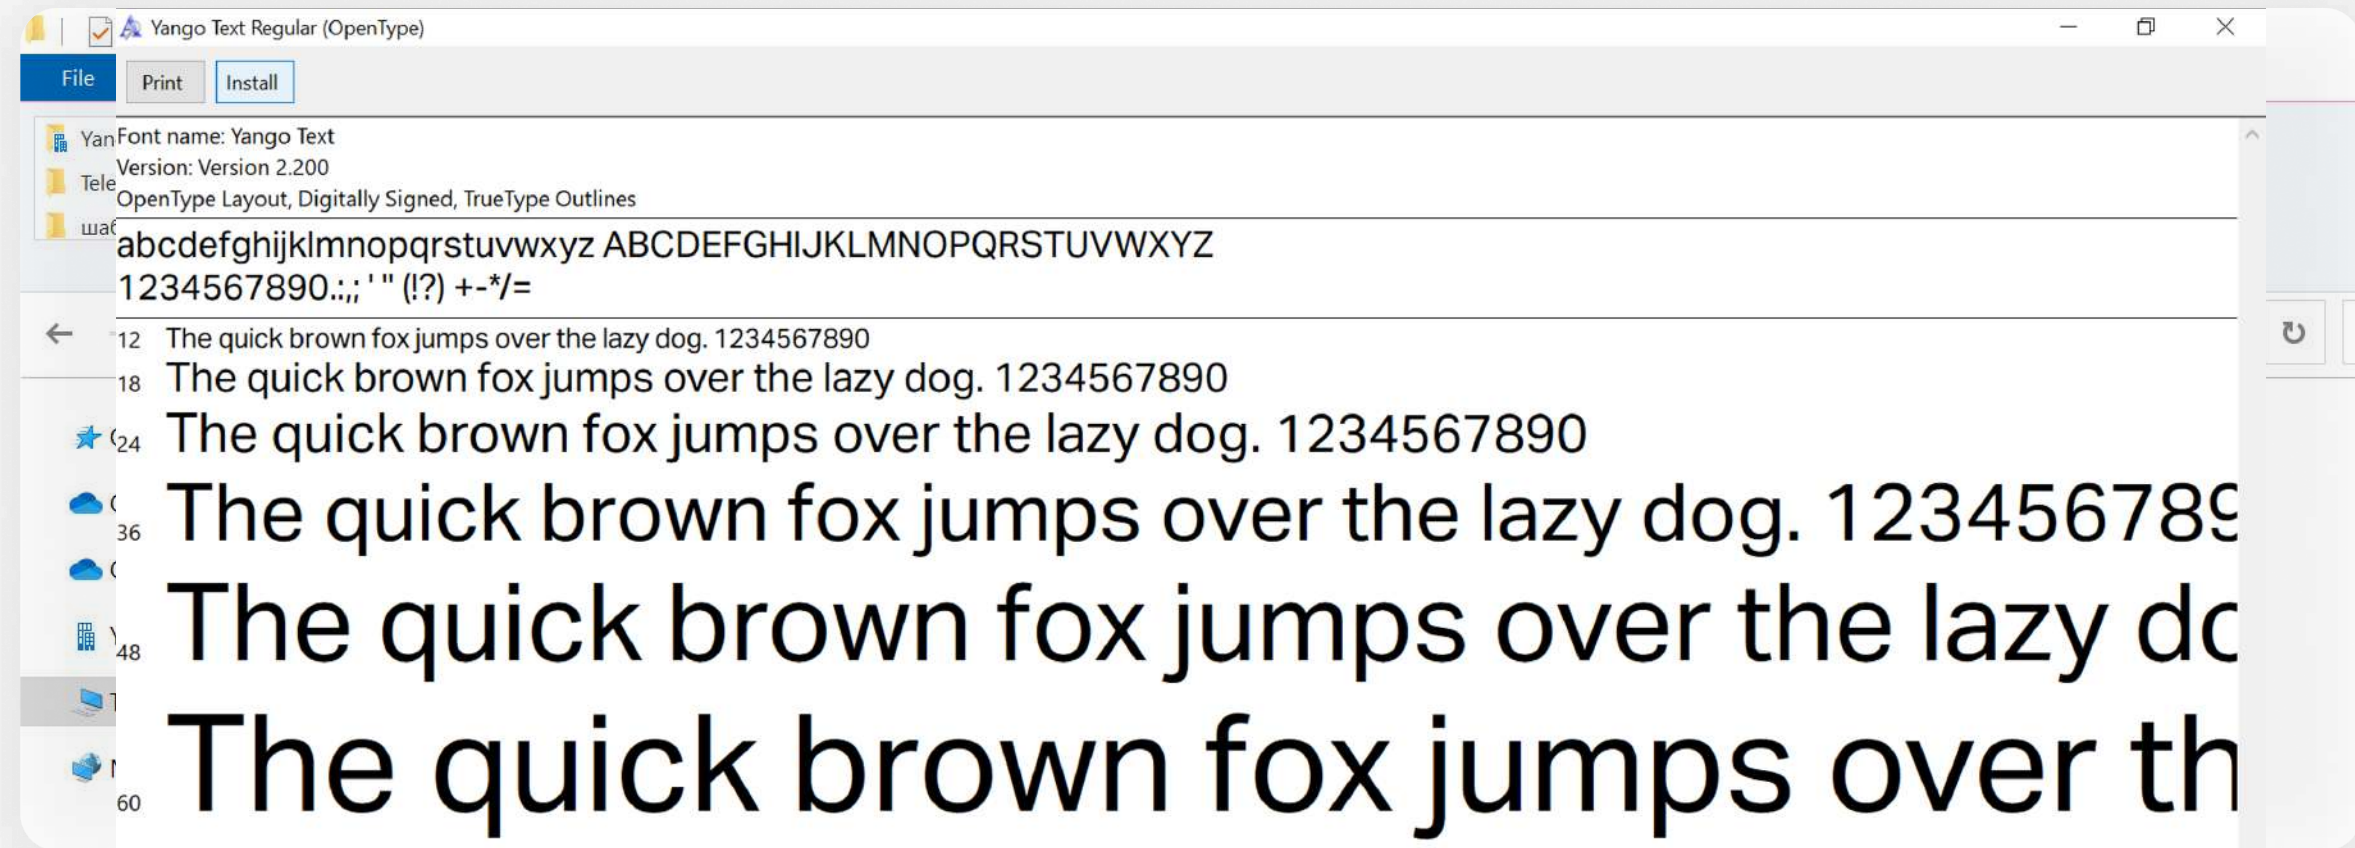 Yango Text Regular (OpenType)
File
Print Install
Font name: Yango Text
Version: Version 2.200
OpenType Layout, Digitally Signed, TrueType Outlines
abcdefghijklmnopqrstuvwxyz ABCDEFGHIJKLMNOPQRSTUVWXYZ
1234567890.:,; ' " (!?) +-*/=
12 The quick brown fox jumps over the lazy dog. 1234567890
18 The quick brown fox jumps over the lazy dog. 1234567890
24 The quick brown fox jumps over the lazy dog. 1234567890
36 The quick brown fox jumps over the lazy dog. 123456789
48 The quick brown fox jumps over the lazy do
60 The quick brown fox jumps over th